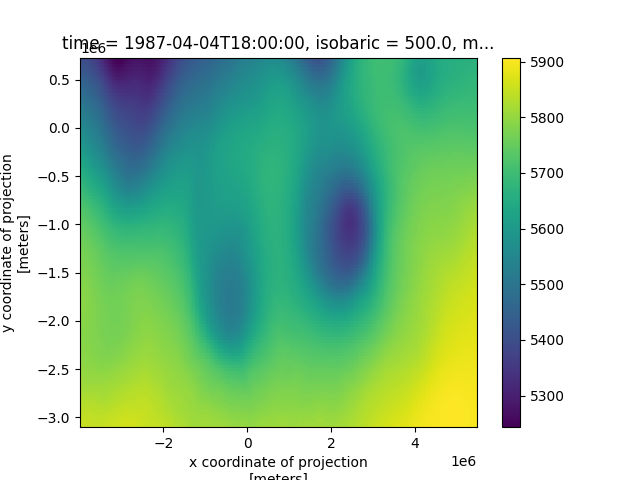 time = 1987-04-04T18:00:00, isobaric = 500.0, m...
1e6
0.5
0.0
−0.5
−1.0
−1.5
−2.0
−2.5
−3.0
y coordinate of projection
[meters]
−2
0
2
4
1e6
x coordinate of projection
[meters]
5900
5800
5700
5600
5500
5400
5300